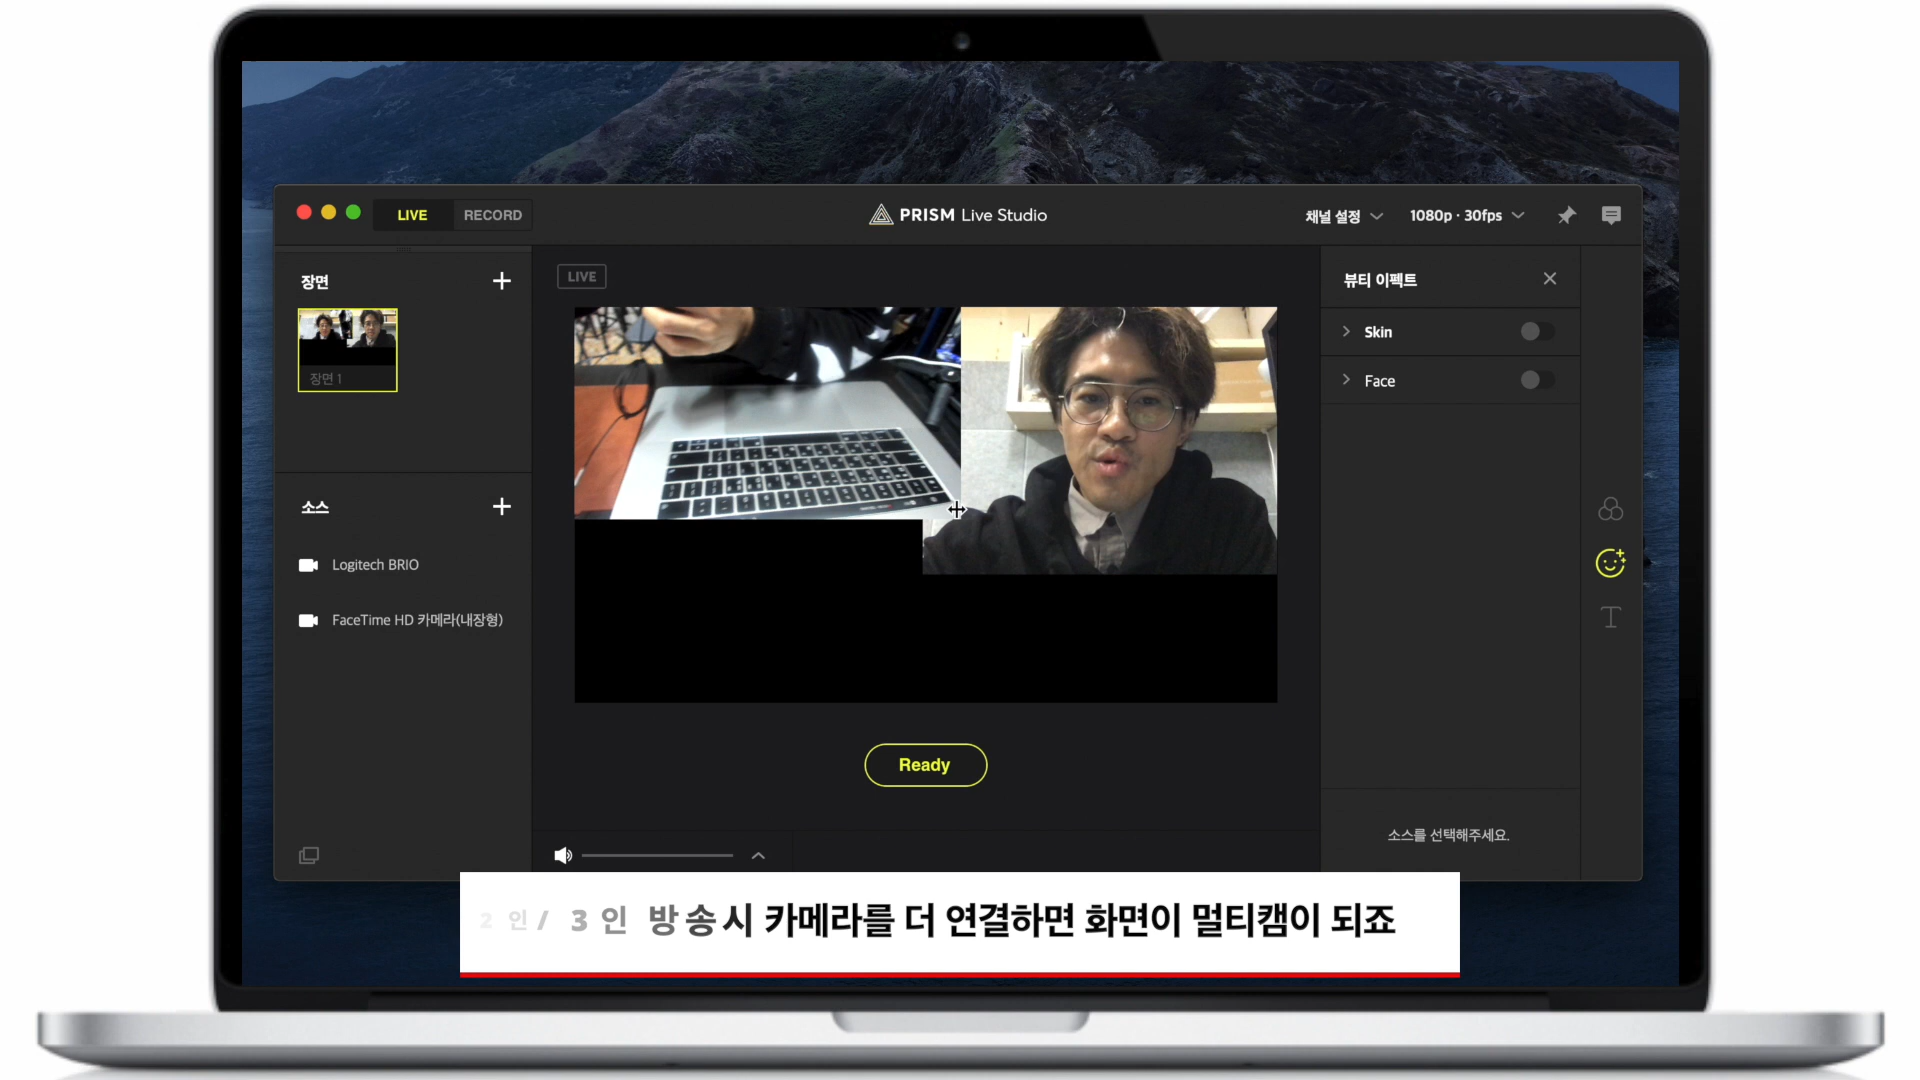 LIVE
RECORD
PRISM Live Studio
채널 설정
1080p · 30fps
장면
장면 1
LIVE
뷰티 이펙트
Skin
Face
소스
Logitech BRIO
FaceTime HD 카메라(내장형)
Ready
소스를 선택해주세요.
2 인 / 3 인 방송시 카메라를 더 연결하면 화면이 멀티캠이 되죠